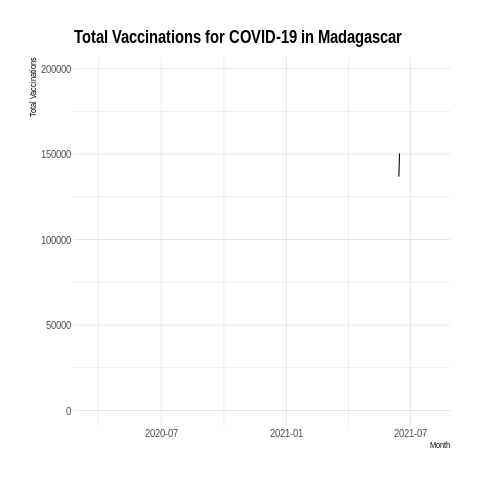 Total Vaccinations for COVID-19 in Madagascar
Total Vaccinations
200000
150000
100000
50000
0
2020-07
2021-01
2021-07
Month